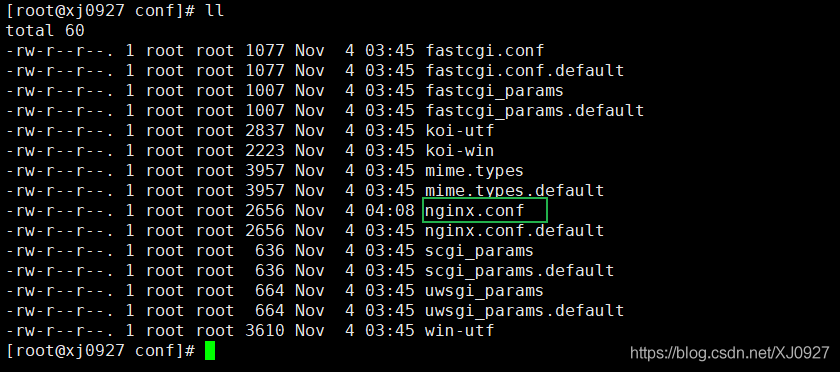 [root@xj0927 conf]# ll
total 60
-rw-r--r--. 1 root root 1077 Nov  4 03:45 fastcgi.conf
-rw-r--r--. 1 root root 1077 Nov  4 03:45 fastcgi.conf.default
-rw-r--r--. 1 root root 1007 Nov  4 03:45 fastcgi_params
-rw-r--r--. 1 root root 1007 Nov  4 03:45 fastcgi_params.default
-rw-r--r--. 1 root root 2837 Nov  4 03:45 koi-utf
-rw-r--r--. 1 root root 2223 Nov  4 03:45 koi-win
-rw-r--r--. 1 root root 3957 Nov  4 03:45 mime.types
-rw-r--r--. 1 root root 3957 Nov  4 03:45 mime.types.default
-rw-r--r--. 1 root root 2656 Nov  4 04:08 nginx.conf
-rw-r--r--. 1 root root 2656 Nov  4 03:45 nginx.conf.default
-rw-r--r--. 1 root root  636 Nov  4 03:45 scgi_params
-rw-r--r--. 1 root root  636 Nov  4 03:45 scgi_params.default
-rw-r--r--. 1 root root  664 Nov  4 03:45 uwsgi_params
-rw-r--r--. 1 root root  664 Nov  4 03:45 uwsgi_params.default
-rw-r--r--. 1 root root 3610 Nov  4 03:45 win-utf
[root@xj0927 conf]#
https://blog.csdn.net/XJ0927